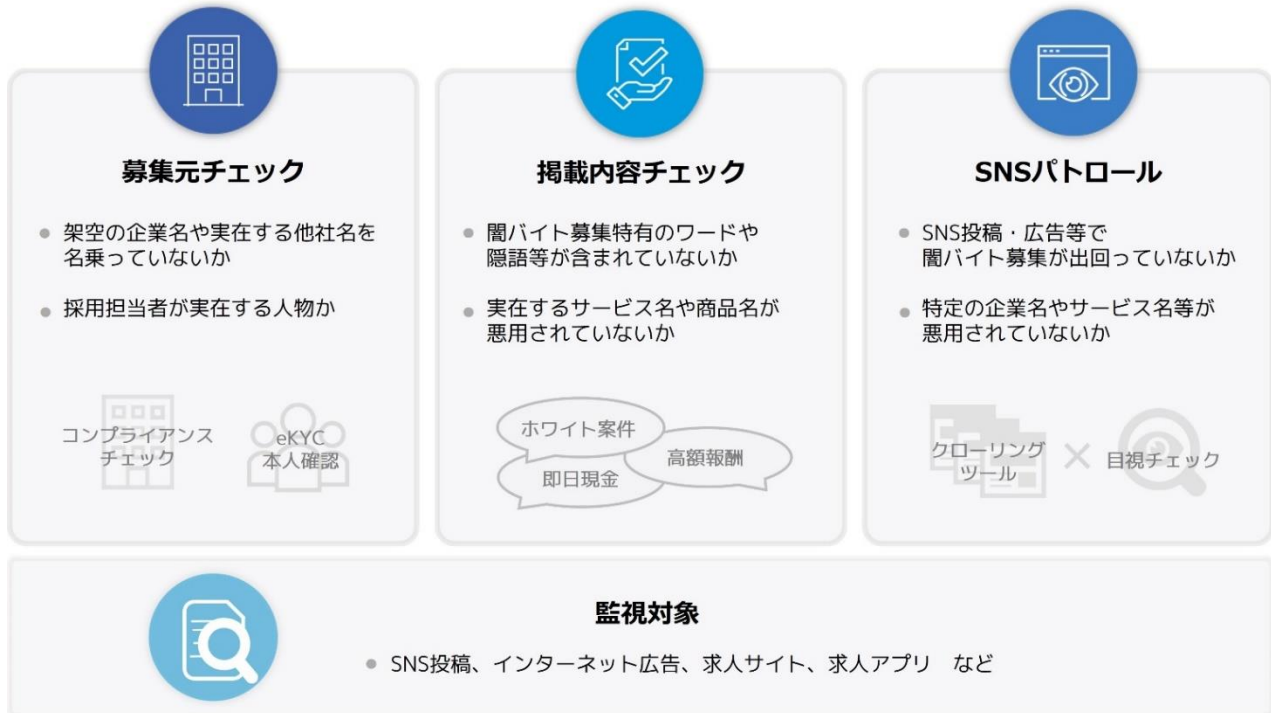 募集元チェック
● 架空の企業名や実在する他社名を
名乗っていないか
● 採用担当者が実在する人物か
コンプライアンス
チェック
eKYC
本人確認
掲載内容チェック
● 闇バイト募集特有のワードや
隠語等が含まれていないか
● 実在するサービス名や商品名が
悪用されていないか
ホワイト案件
高額報酬
即日現金
SNSパトロール
● SNS投稿・広告等で
闇バイト募集が出回っていないか
● 特定の企業名やサービス名等が
悪用されていないか
クローリング
ツール
×
目視チェック
監視対象
● SNS投稿、インターネット広告、求人サイト、求人アプリ　など